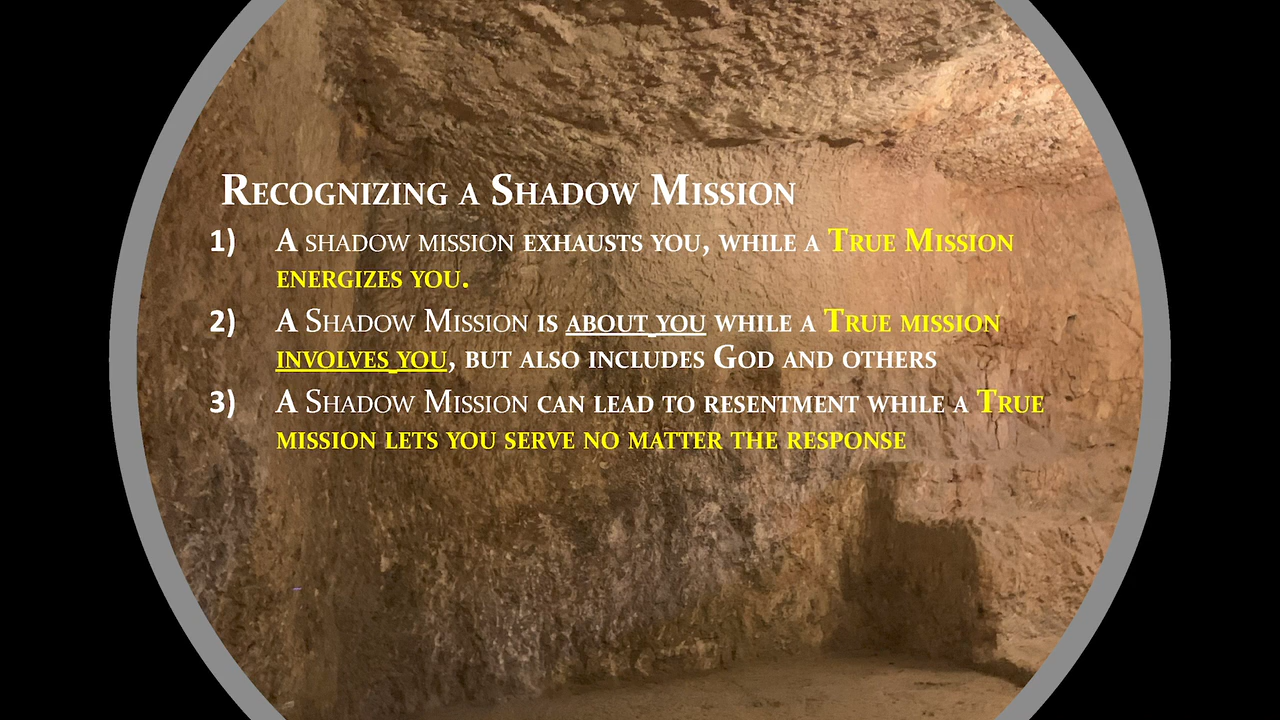 Recognizing a Shadow Mission
1) A shadow mission exhausts you, while a True Mission
energizes you.
2) A Shadow Mission is about you while a True mission
involves you, but also includes God and others
3) A Shadow Mission can lead to resentment while a True
mission lets you serve no matter the response